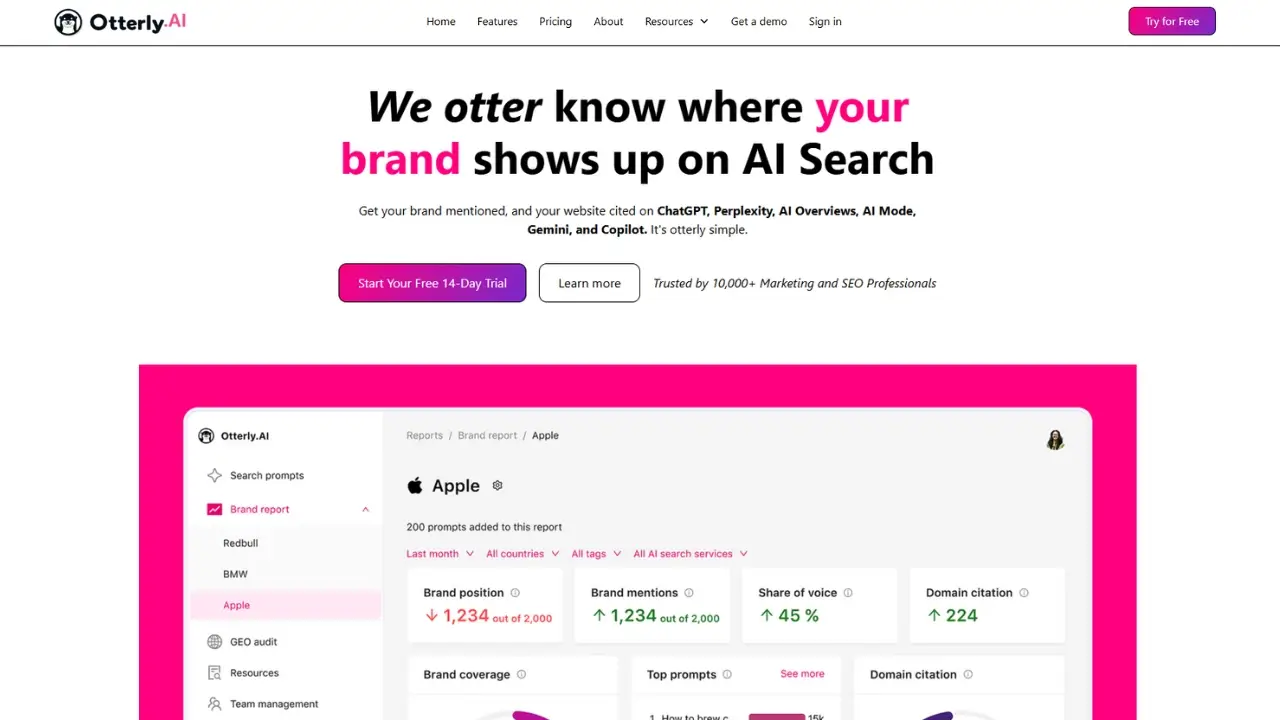 Otterly.AI
Home Features Pricing About Resources Get a demo Sign in
Try for Free
We otter know where your
brand shows up on AI Search
Get your brand mentioned, and your website cited on ChatGPT, Perplexity, AI Overviews, AI Mode,
Gemini, and Copilot. It's otterly simple.
Start Your Free 14-Day Trial
Learn more
Trusted by 10,000+ Marketing and SEO Professionals
Otterly.AI
Search prompts
Brand report
Redbull
BMW
Apple
GEO audit
Resources
Team management
Reports / Brand report / Apple
Apple
200 prompts added to this report
Last month All countries All tags All AI search services
Brand position
1,234 out of 2,000
Brand mentions
1,234 out of 2,000
Share of voice
45 %
Domain citation
224
Brand coverage
Top prompts
See more
1. How to brew c
15k
Domain citation